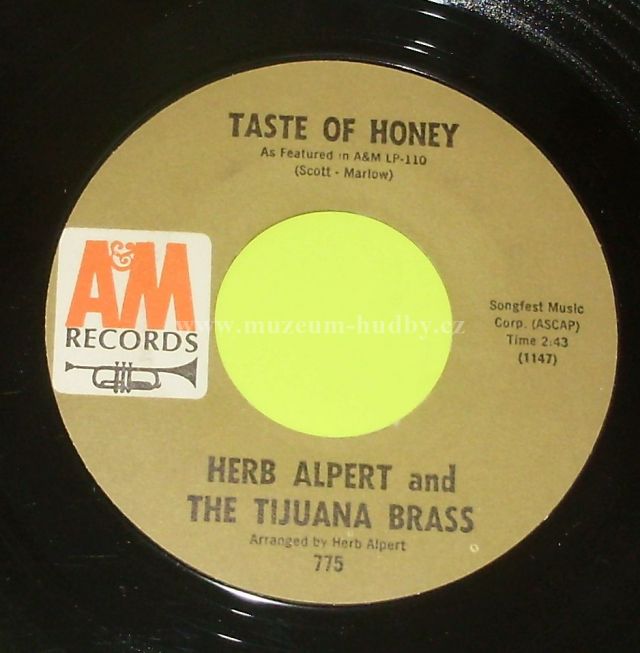 TASTE OF HONEY
As Featured in A&M LP-110
(Scott - Marlow)
A&M
RECORDS
www.muzeum-hudby.cz
Songfest Music
Corp. (ASCAP)
Time 2:43
(1147)
HERB ALPERT and
THE TIJUANA BRASS
Arranged by Herb Alpert
775